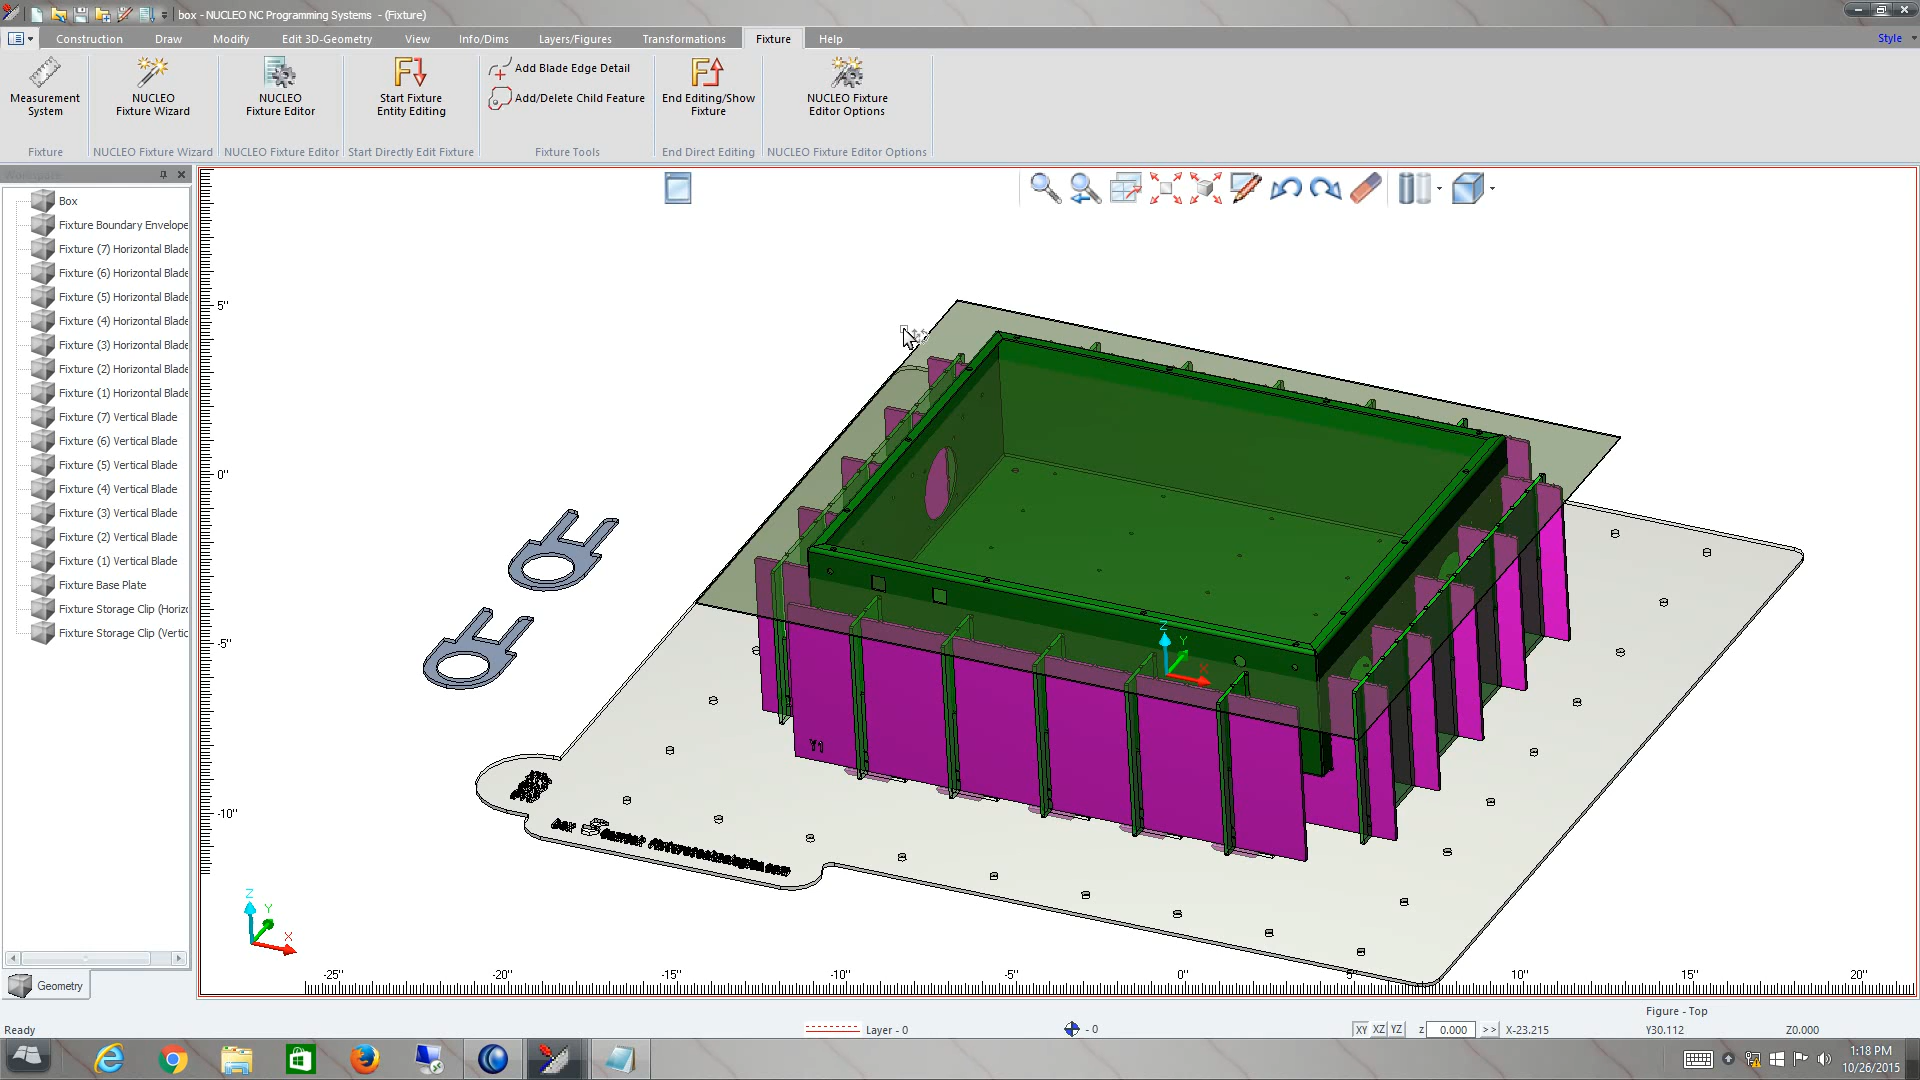 box - NUCLEO NC Programming Systems - (Fixture)
Construction Draw Modify Edit 3D-Geometry View Info/Dims Layers/Figures Transformations Fixture Help Style
Measurement System
NUCLEO Fixture Wizard
NUCLEO Fixture Editor
Start Fixture Entity Editing
Add Blade Edge Detail
Add/Delete Child Feature
End Editing/Show Fixture
NUCLEO Fixture Editor Options
Fixture NUCLEO Fixture Wizard NUCLEO Fixture Editor Start Directly Edit Fixture Fixture Tools End Direct Editing NUCLEO Fixture Editor Options
Workspace
Box
Fixture Boundary Envelope
Fixture (7) Horizontal Blade
Fixture (6) Horizontal Blade
Fixture (5) Horizontal Blade
Fixture (4) Horizontal Blade
Fixture (3) Horizontal Blade
Fixture (2) Horizontal Blade
Fixture (1) Horizontal Blade
Fixture (7) Vertical Blade
Fixture (6) Vertical Blade
Fixture (5) Vertical Blade
Fixture (4) Vertical Blade
Fixture (3) Vertical Blade
Fixture (2) Vertical Blade
Fixture (1) Vertical Blade
Fixture Base Plate
Fixture Storage Clip (Horizo
Fixture Storage Clip (Vertic
Geometry
5"
0"
-5"
-10"
Z
Y
X
Y1
Z
Y
X
-25" -20" -15" -10" -5" 0" 5" 10" 15" 20"
Figure - Top
Ready Layer - 0 - 0 XY XZ YZ z 0.000 >> X-23.215 Y30.112 Z0.000
1:18 PM
10/26/2015